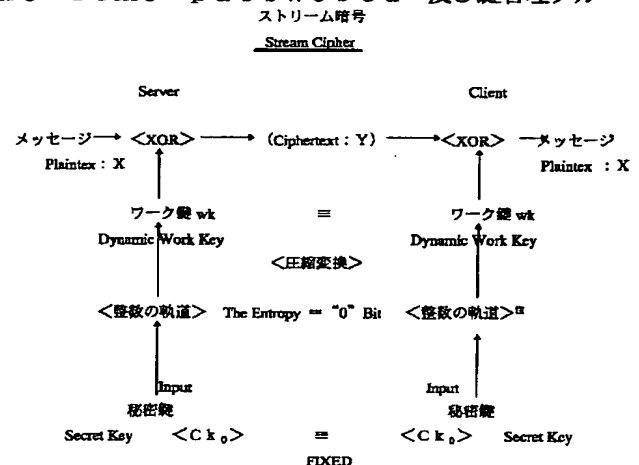 ストリーム暗号
Stream Cipher
Server Client
メッセージ <XOR> (Ciphertext : Y) <XOR> メッセージ
Plaintex : X Plaintex : X
ワーク鍵 wk ≡ ワーク鍵 wk
Dynamic Work Key Dynamic Work Key
<圧縮変換>
<整数の軌道> The Entropy = "0" Bit <整数の軌道>
Input Input
秘密鍵 秘密鍵
Secret Key <C k ₀> ≡ <C k ₀> Secret Key
FIXED